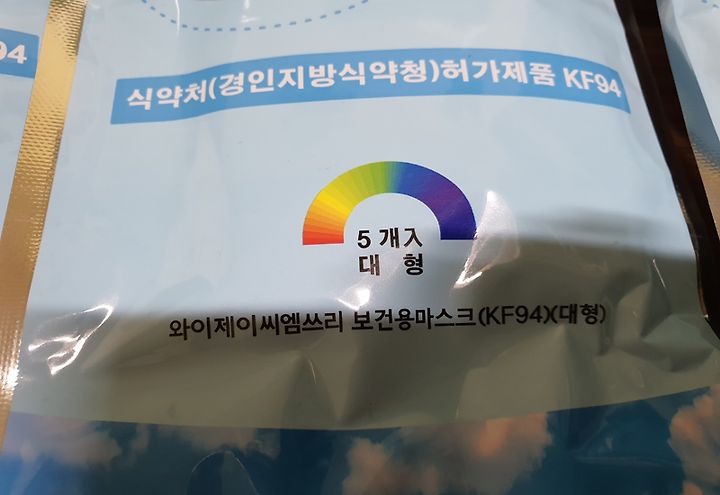 94
식약처(경인지방식약청)허가제품 KF94
5개入
대 형
와이제이씨엠쓰리 보건용마스크(KF94)(대형)